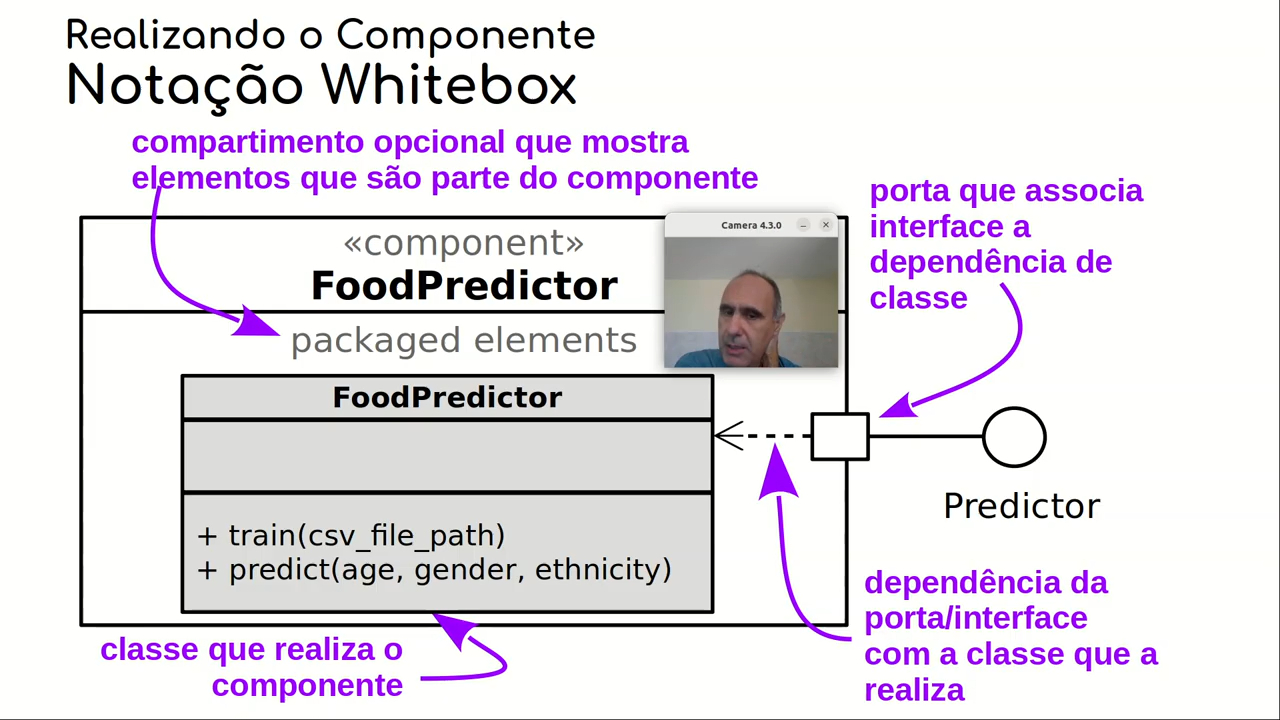 Realizando o Componente
Notação Whitebox
compartimento opcional que mostra
elementos que são parte do componente
porta que associa
interface a
dependência de
classe
«component»
FoodPredictor
Camera 4.3.0
packaged elements
FoodPredictor
+ train(csv_file_path)
+ predict(age, gender, ethnicity)
Predictor
dependência da
porta/interface
com a classe que a
realiza
classe que realiza o
componente